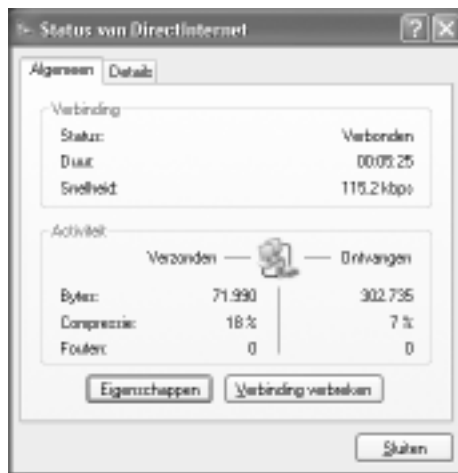 Status van DirectInternet
Algemeen Details
Verbinding
Status: Verbonden
Duur: 00:05:25
Snelheid: 115.2 kbps
Activiteit
Verzonden Ontvangen
Bytes: 71.990 302.735
Compressie: 18 % 7 %
Fouten: 0 0
Eigenschappen Verbinding verbreken
Sluiten